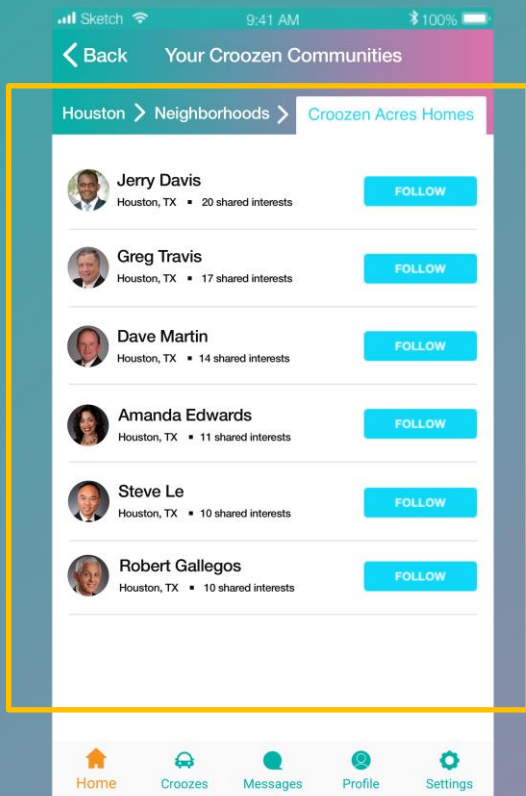 Sketch 9:41 AM 100%
Back Your Croozen Communities
Houston Neighborhoods Croozen Acres Homes
Jerry Davis
Houston, TX ▪ 20 shared interests
FOLLOW
Greg Travis
Houston, TX ▪ 17 shared interests
FOLLOW
Dave Martin
Houston, TX ▪ 14 shared interests
FOLLOW
Amanda Edwards
Houston, TX ▪ 11 shared interests
FOLLOW
Steve Le
Houston, TX ▪ 10 shared interests
FOLLOW
Robert Gallegos
Houston, TX ▪ 10 shared interests
FOLLOW
Home Croozes Messages Profile Settings